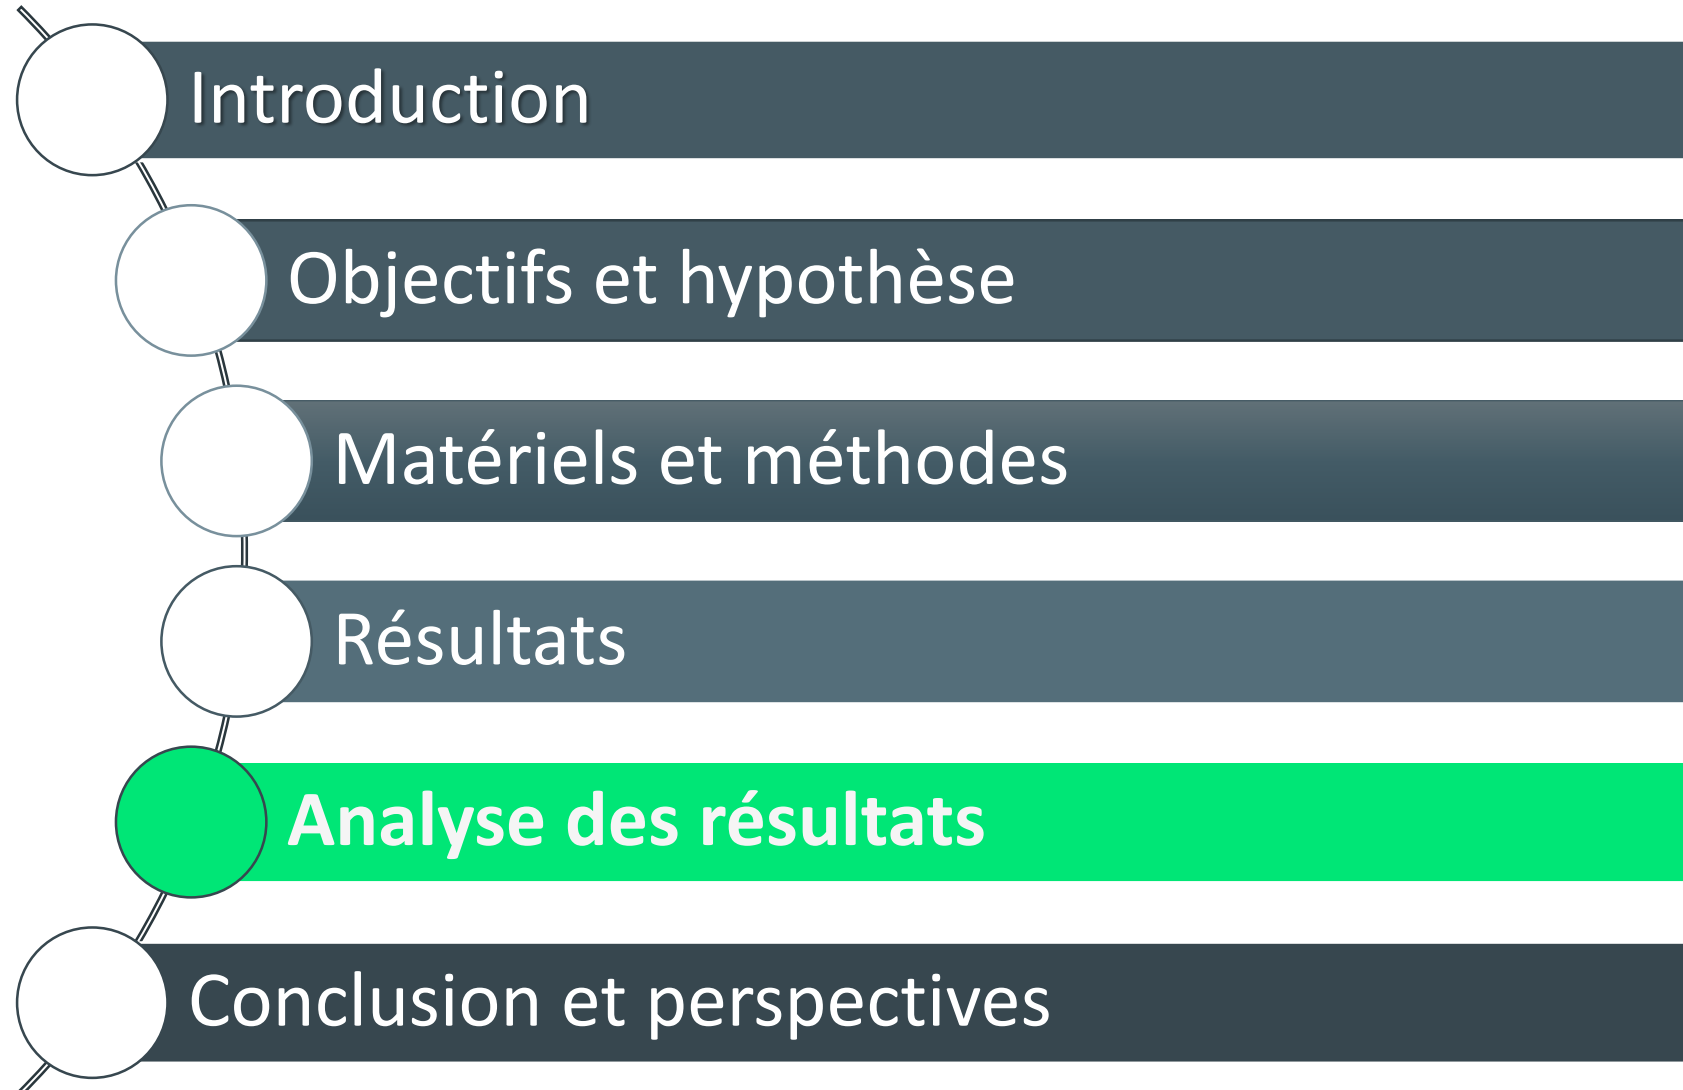 Introduction
Objectifs et hypothèse
Matériels et méthodes
Résultats
Analyse des résultats
Conclusion et perspectives